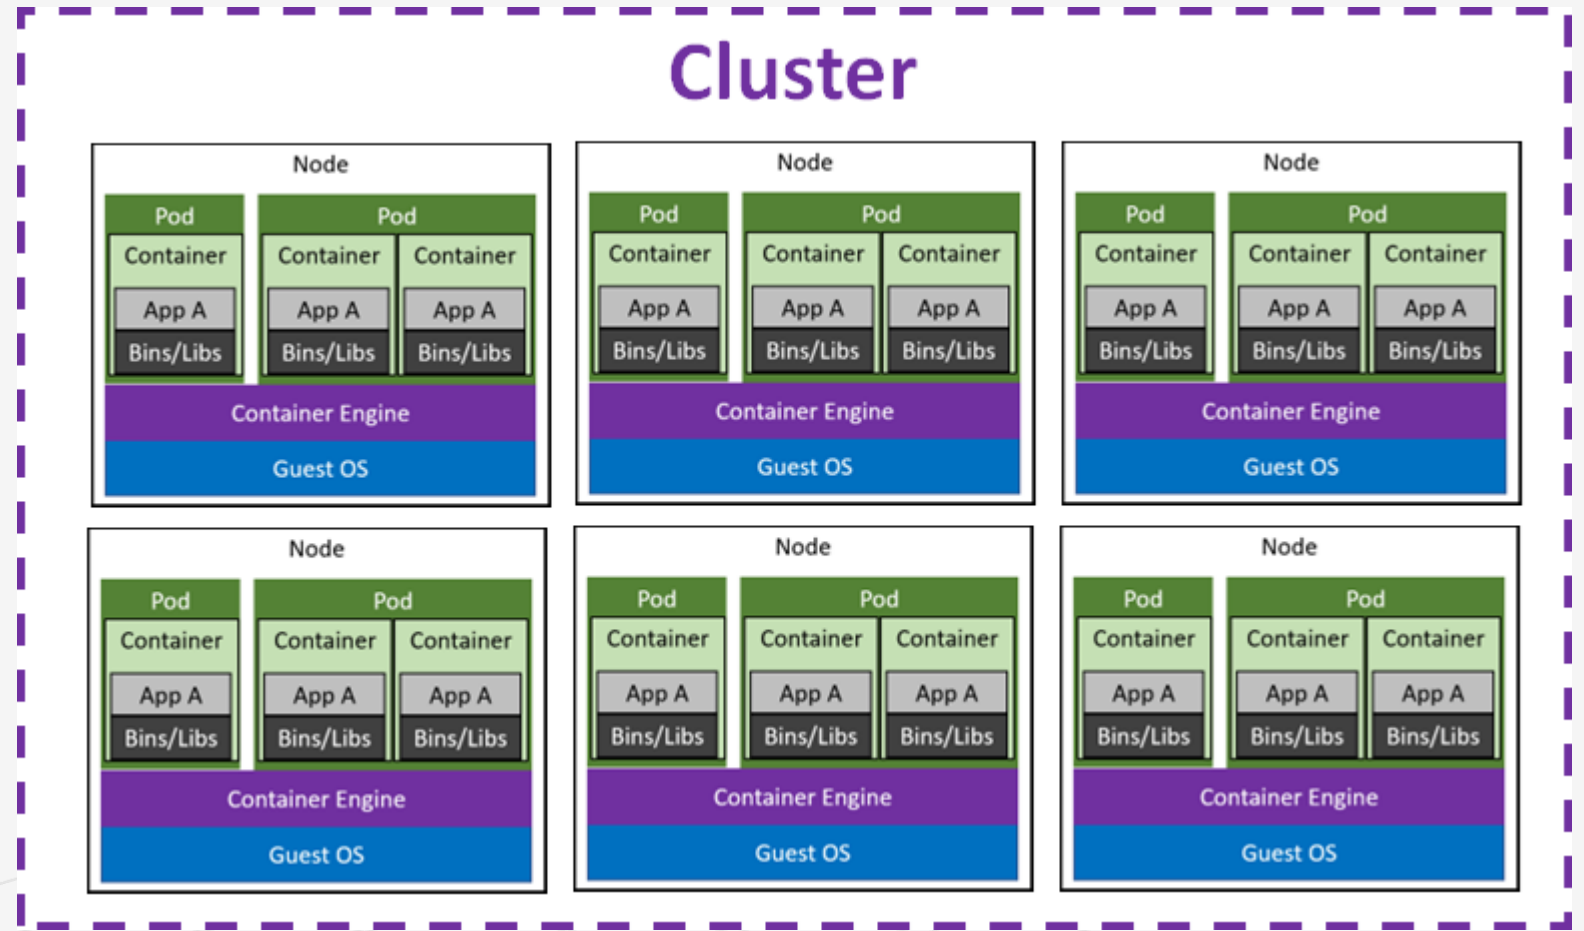 Cluster
Node Node Node
Pod Pod Pod Pod Pod Pod
Container Container Container Container Container Container Container Container Container
App A App A App A App A App A App A App A App A App A
Bins/Libs Bins/Libs Bins/Libs Bins/Libs Bins/Libs Bins/Libs Bins/Libs Bins/Libs Bins/Libs
Container Engine Container Engine Container Engine
Guest OS Guest OS Guest OS
Node Node Node
Pod Pod Pod Pod Pod Pod
Container Container Container Container Container Container Container Container Container
App A App A App A App A App A App A App A App A App A
Bins/Libs Bins/Libs Bins/Libs Bins/Libs Bins/Libs Bins/Libs Bins/Libs Bins/Libs Bins/Libs
Container Engine Container Engine Container Engine
Guest OS Guest OS Guest OS